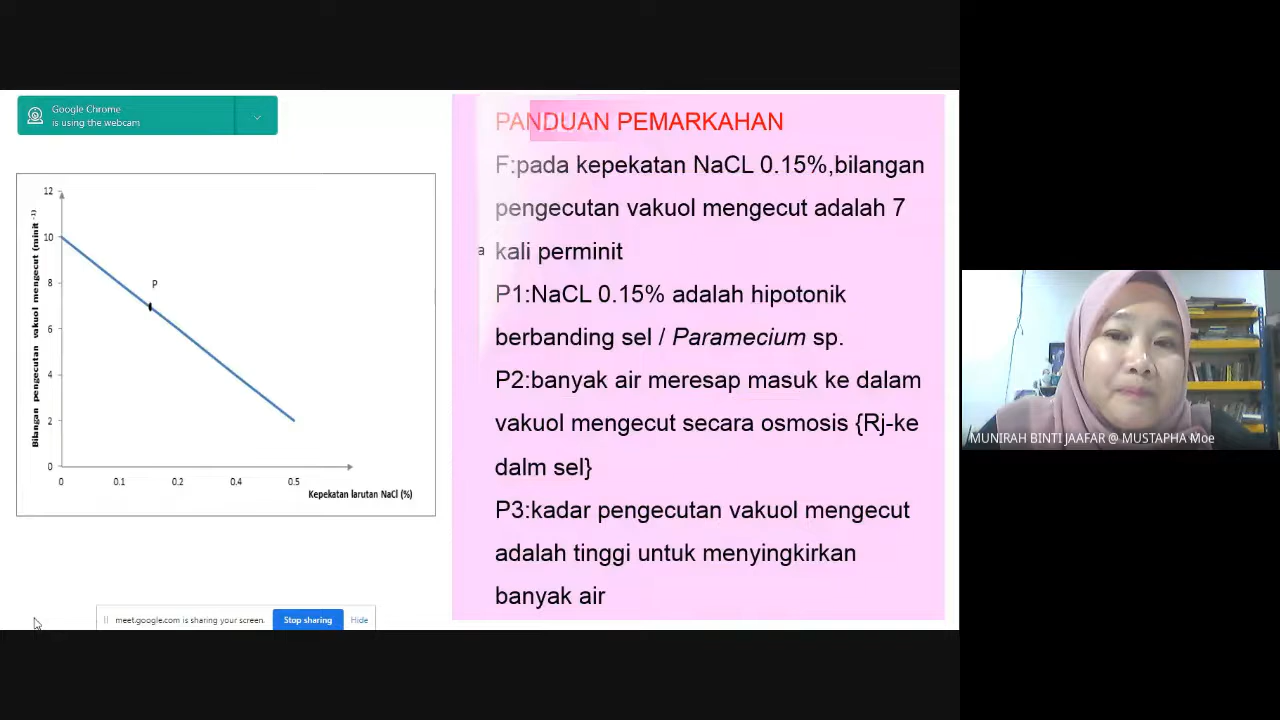 Google Chrome
is using the webcam
PANDUAN PEMARKAHAN
F:pada kepekatan NaCL 0.15%,bilangan
pengecutan vakuol mengecut adalah 7
kali perminit
P1:NaCL 0.15% adalah hipotonik
berbanding sel / Paramecium sp.
P2:banyak air meresap masuk ke dalam
vakuol mengecut secara osmosis {Rj-ke
dalm sel}
P3:kadar pengecutan vakuol mengecut
adalah tinggi untuk menyingkirkan
banyak air
a
Bilangan pengecutan vakuol mengecut (minit ⁻¹)
12
10
8
6
4
2
0
P
0 0.1 0.2 0.4 0.5
Kepekatan larutan NaCl (%)
meet.google.com is sharing your screen. Stop sharing Hide
MUNIRAH BINTI JAAFAR @ MUSTAPHA Moe